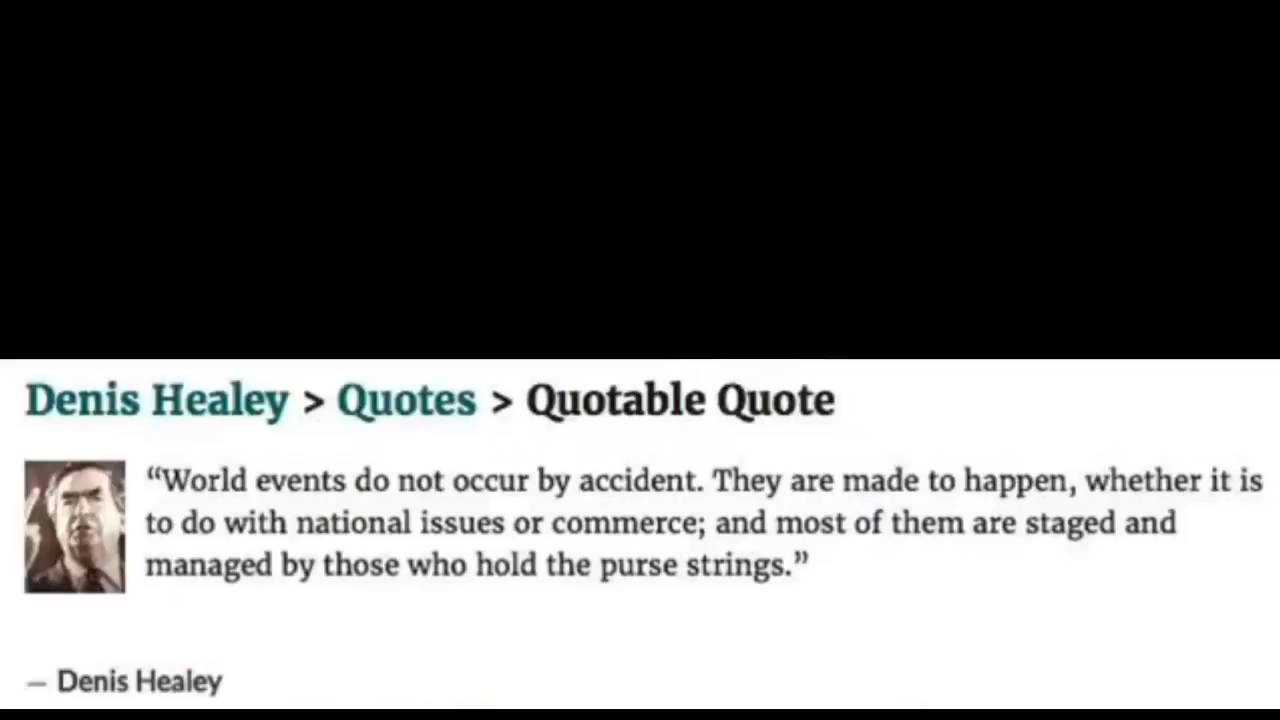 Denis Healey > Quotes > Quotable Quote
“World events do not occur by accident. They are made to happen, whether it is
to do with national issues or commerce; and most of them are staged and
managed by those who hold the purse strings.”
— Denis Healey